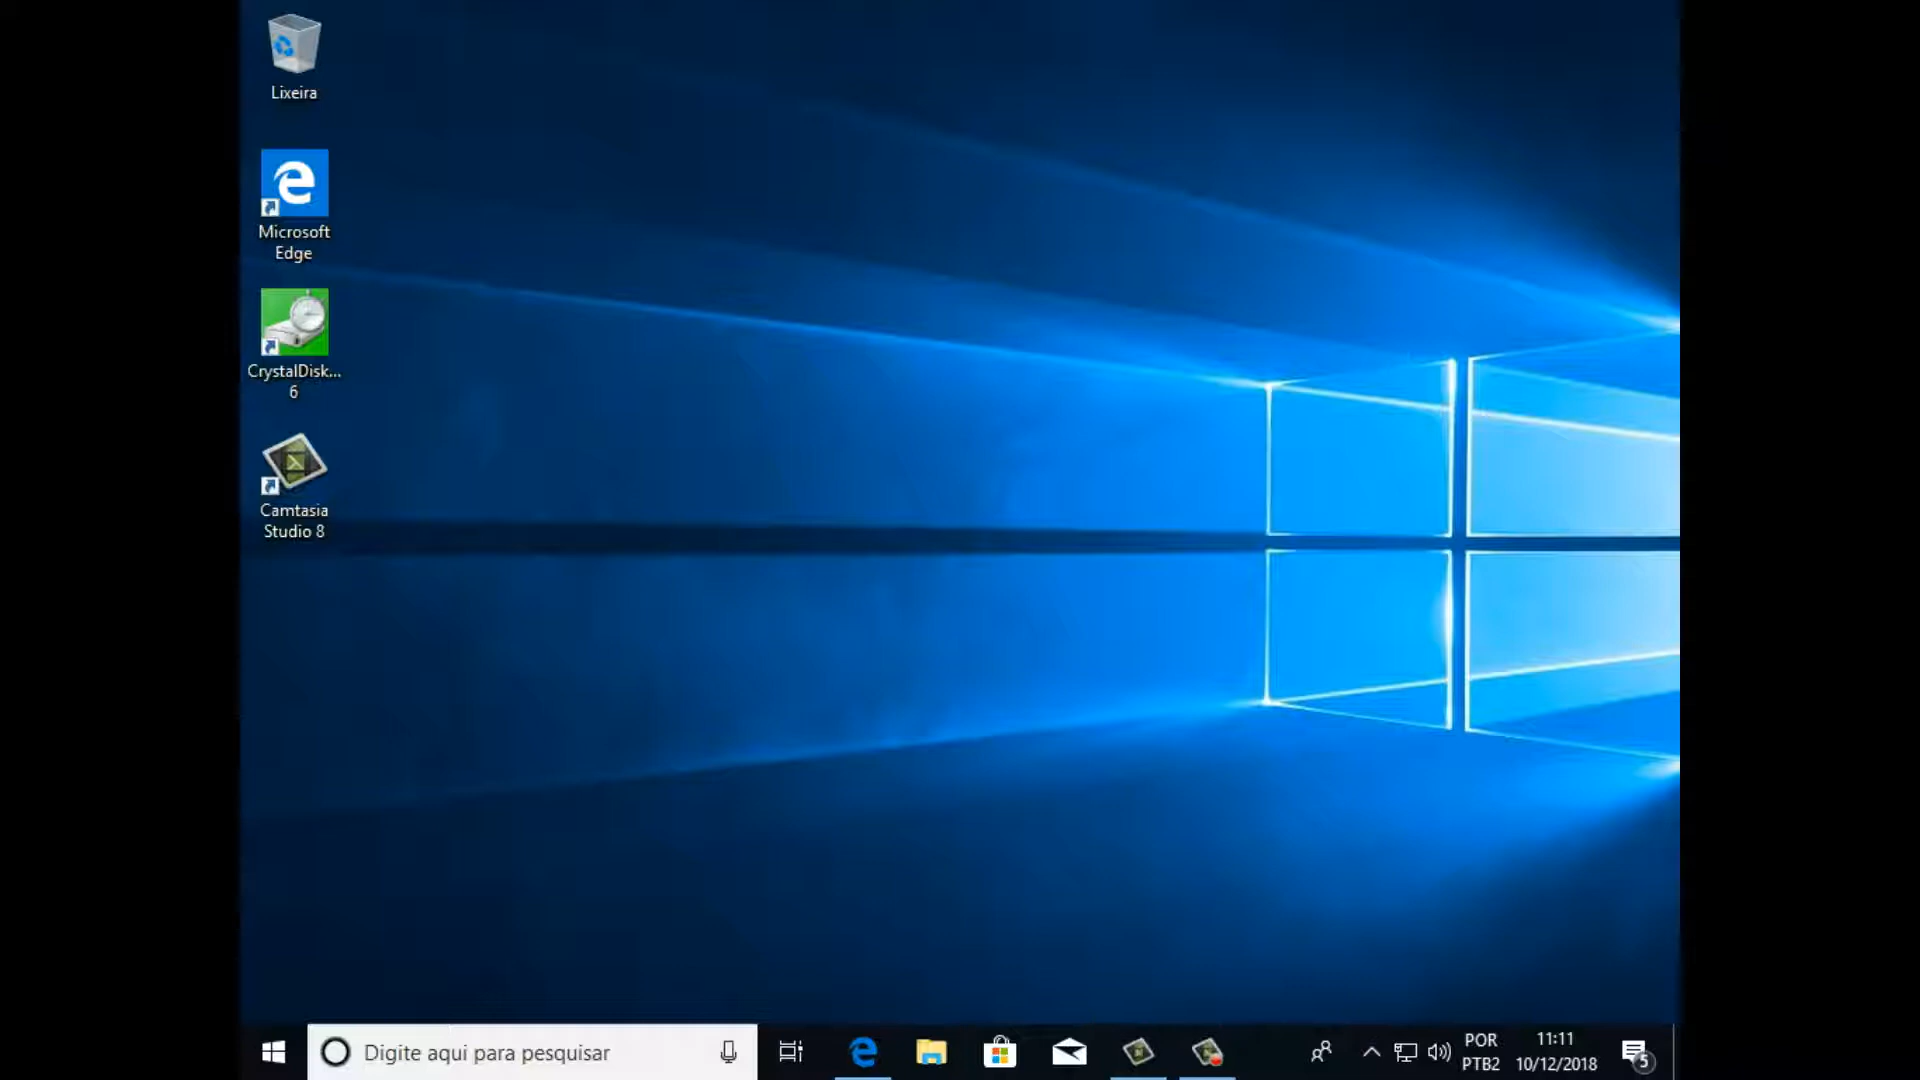 Lixeira
Microsoft
Edge
CrystalDisk...
6
Camtasia
Studio 8
Digite aqui para pesquisar
POR
PTB2
11:11
10/12/2018
5